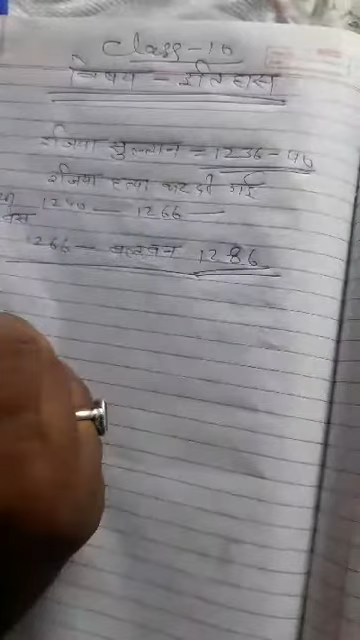 Class - 10
विषय - इतिहास
रजिया सुल्तान = 1236-40
रजिया हत्या कर दी गई
1240 — 1266 —
1266 — बलबन 1286